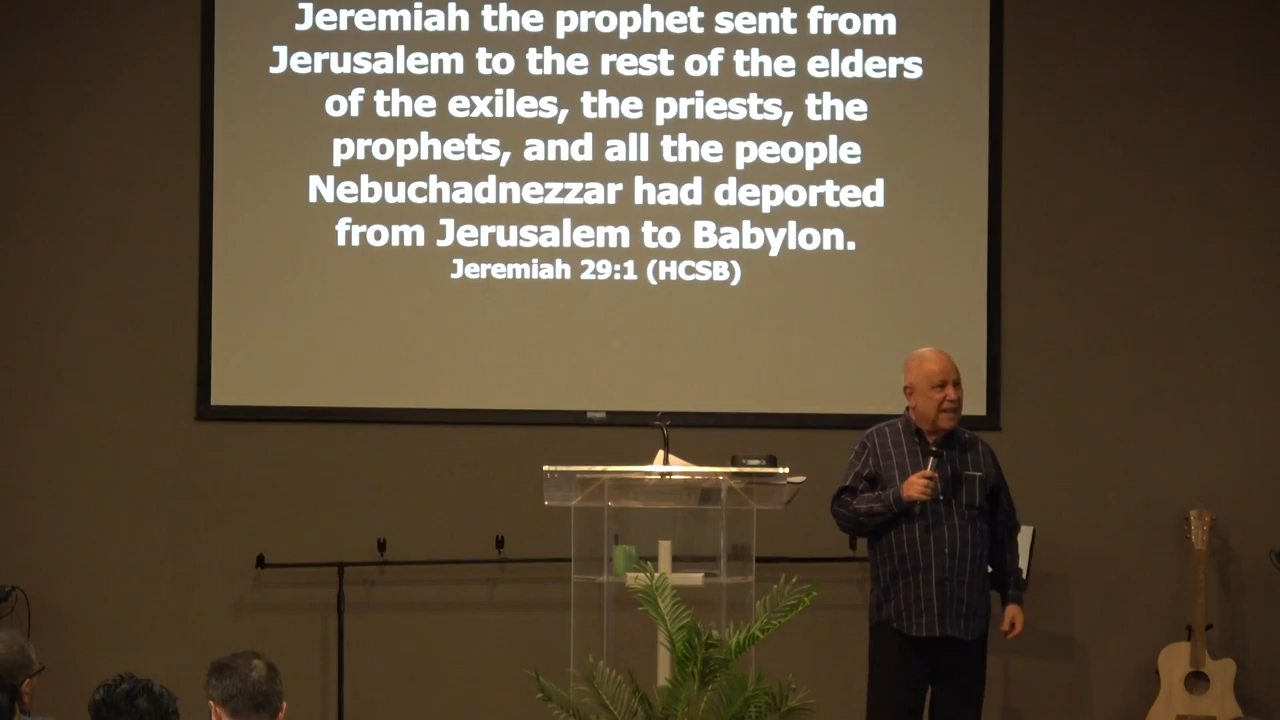 Jeremiah the prophet sent from
Jerusalem to the rest of the elders
of the exiles, the priests, the
prophets, and all the people
Nebuchadnezzar had deported
from Jerusalem to Babylon.
Jeremiah 29:1 (HCSB)